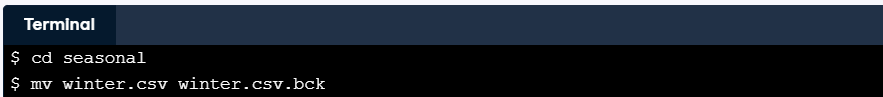 Terminal
$ cd seasonal
$ mv winter.csv winter.csv.bck